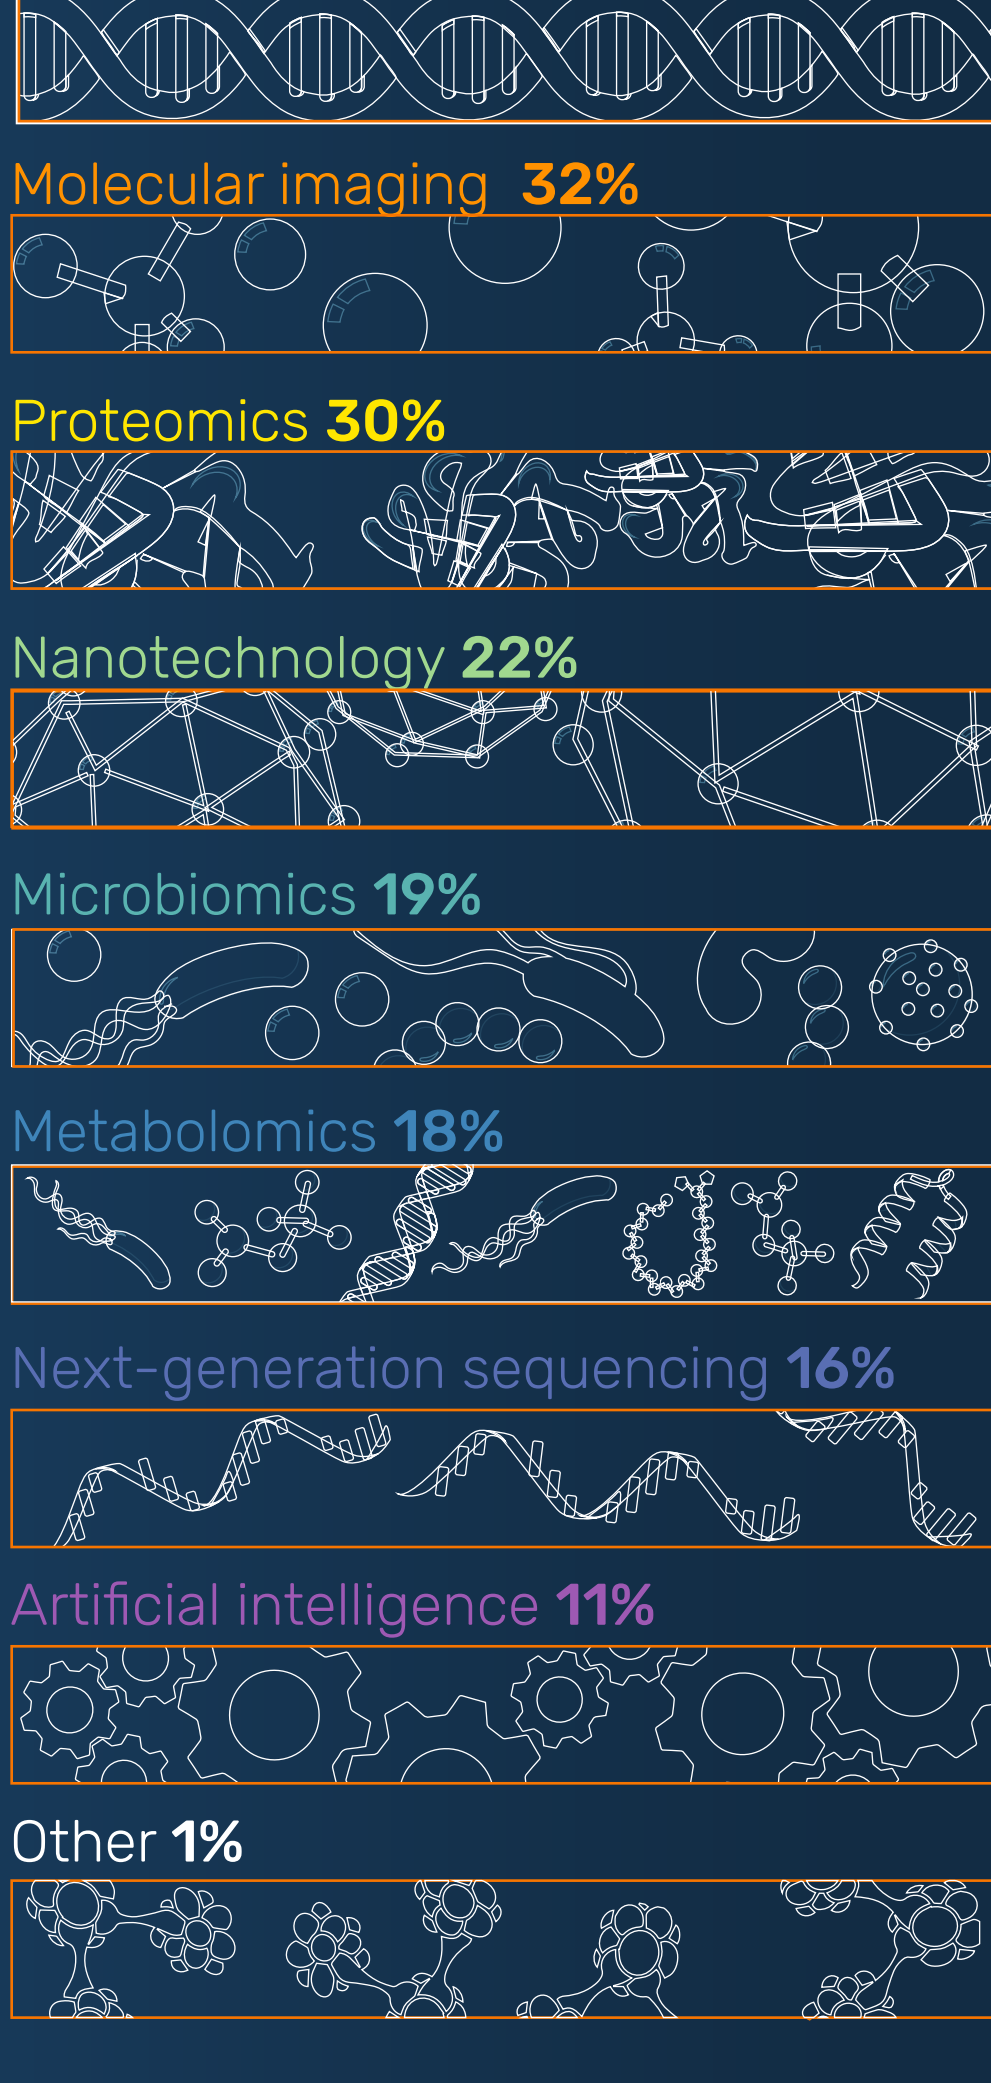 Molecular imaging 32%
Proteomics 30%
Nanotechnology 22%
Microbiomics 19%
Metabolomics 18%
Next-generation sequencing 16%
Artificial intelligence 11%
Other 1%